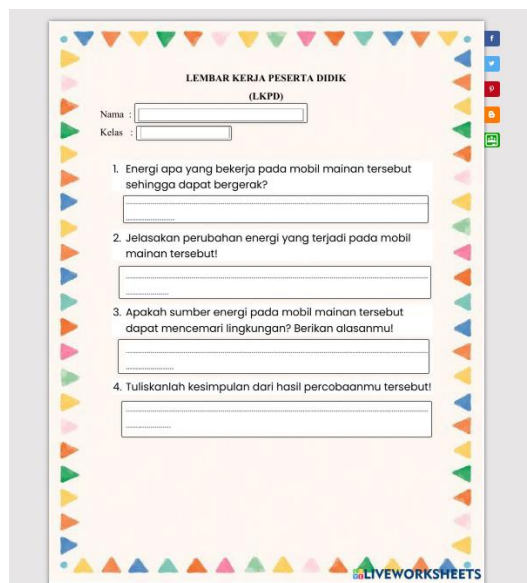 LEMBAR KERJA PESERTA DIDIK
(LKPD)
Nama :
Kelas :
1. Energi apa yang bekerja pada mobil mainan tersebut
sehingga dapat bergerak?
2. Jelasakan perubahan energi yang terjadi pada mobil
mainan tersebut!
3. Apakah sumber energi pada mobil mainan tersebut
dapat mencemari lingkungan? Berikan alasanmu!
4. Tuliskanlah kesimpulan dari hasil percobaanmu tersebut!
LIVEWORKSHEETS